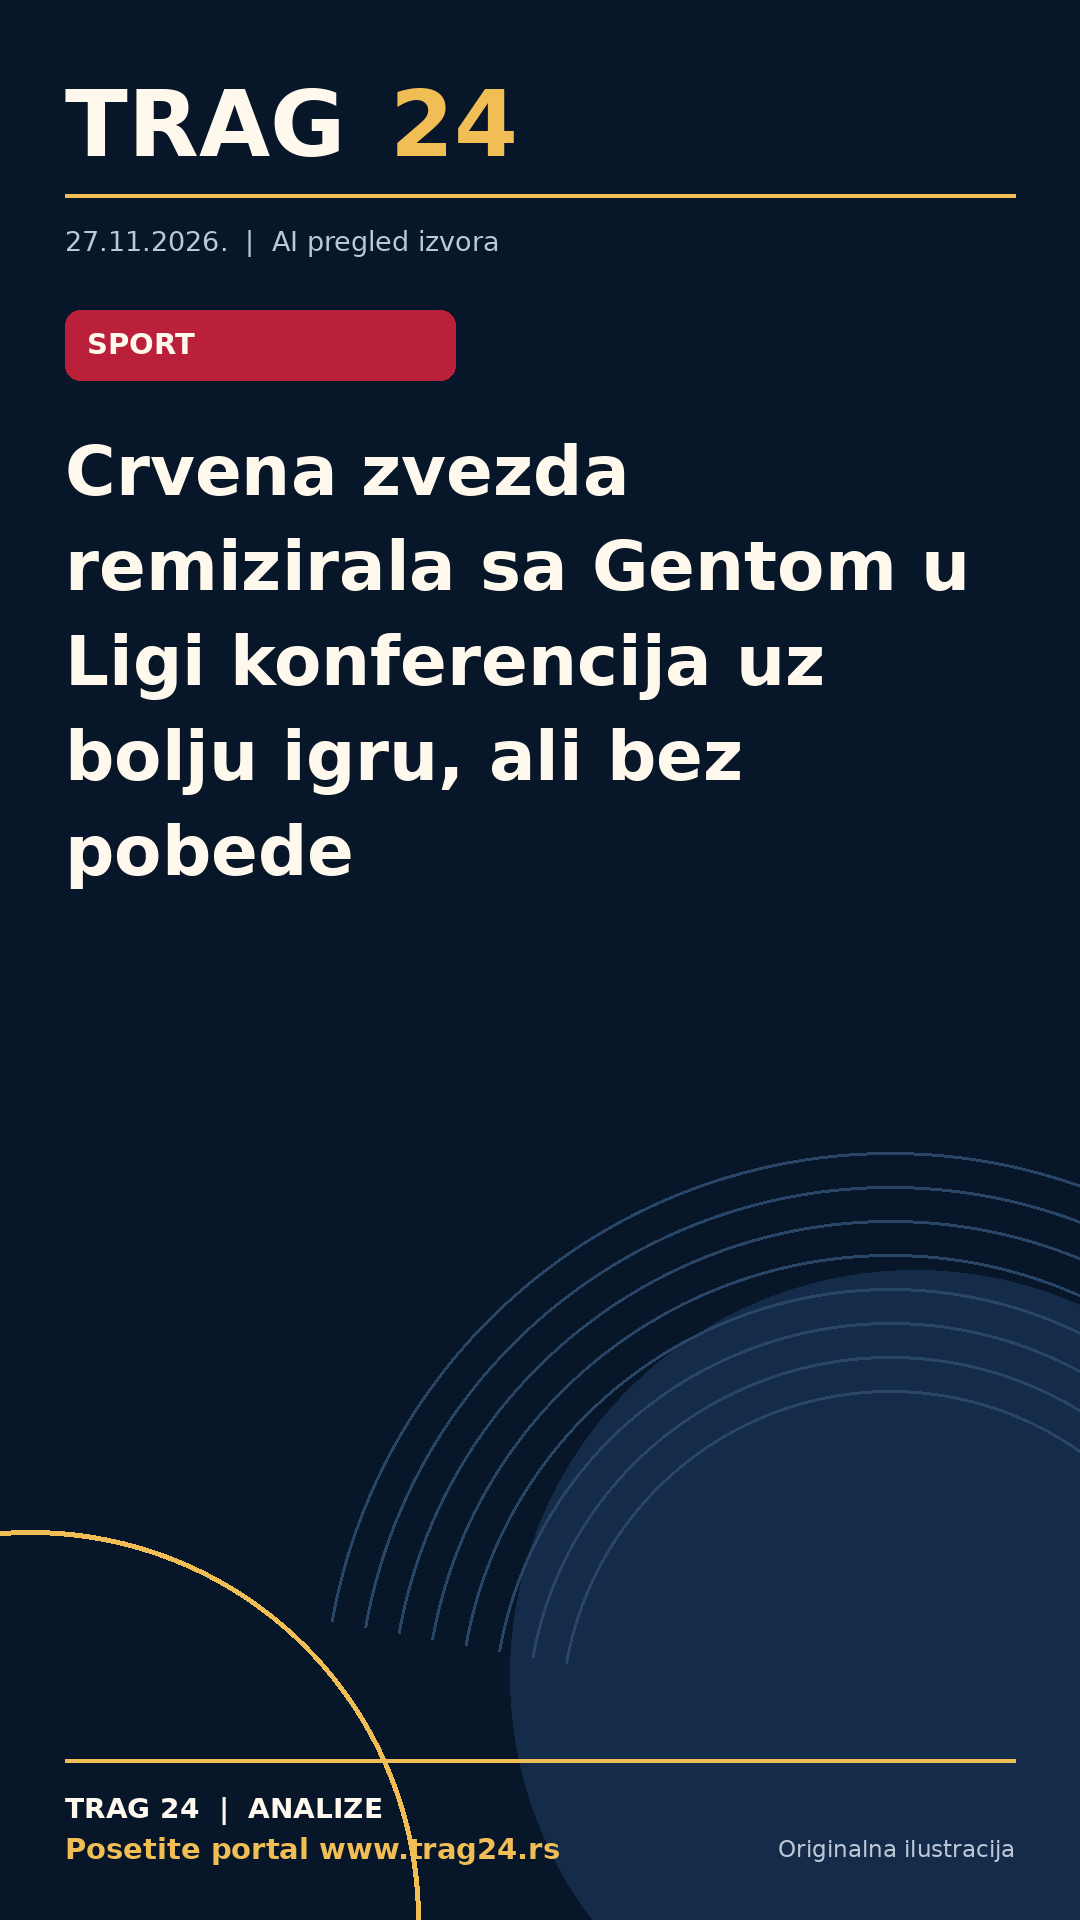 TRAG 24
27.11.2026. | AI pregled izvora
SPORT
Crvena zvezda
remizirala sa Gentom u
Ligi konferencija uz
bolju igru, ali bez
pobede
TRAG 24 | ANALIZE
Posetite portal www.trag24.rs
Originalna ilustracija